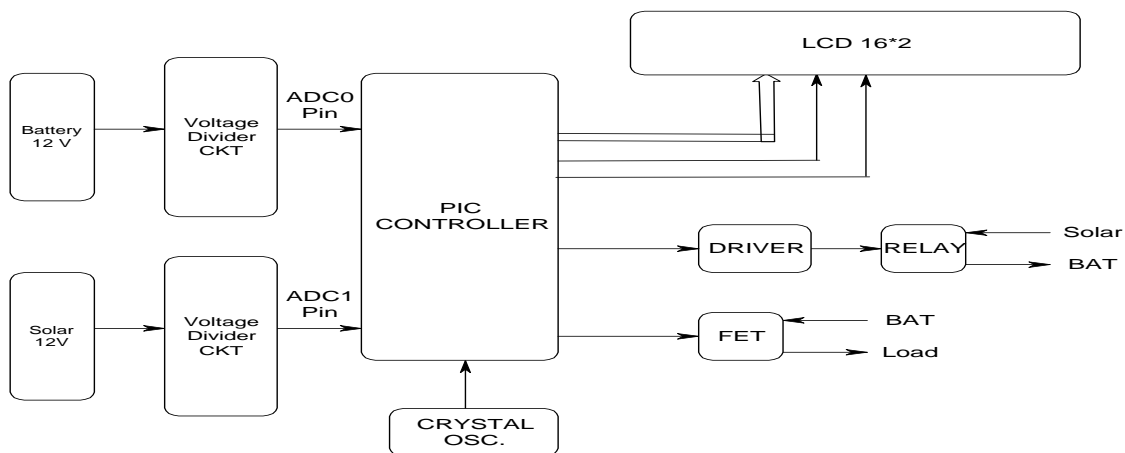 LCD 16*2
Battery
12 V
Voltage
Divider
CKT
ADC0
Pin
PIC
CONTROLLER
DRIVER
RELAY
Solar
BAT
Solar
12V
Voltage
Divider
CKT
ADC1
Pin
FET
BAT
Load
CRYSTAL
OSC.